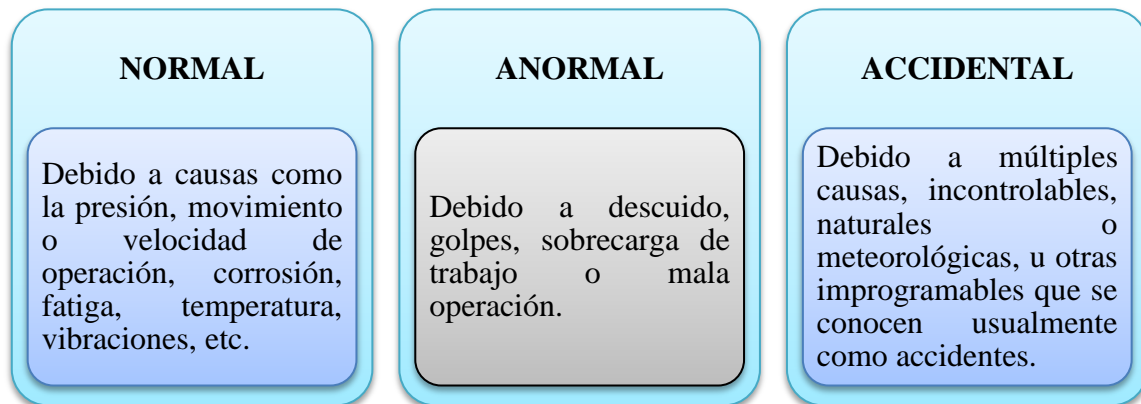 NORMAL
Debido a causas como
la presión, movimiento
o velocidad de
operación, corrosión,
fatiga, temperatura,
vibraciones, etc.
ANORMAL
Debido a descuido,
golpes, sobrecarga de
trabajo o mala
operación.
ACCIDENTAL
Debido a múltiples
causas, incontrolables,
naturales o
meteorológicas, u otras
improgramables que se
conocen usualmente
como accidentes.